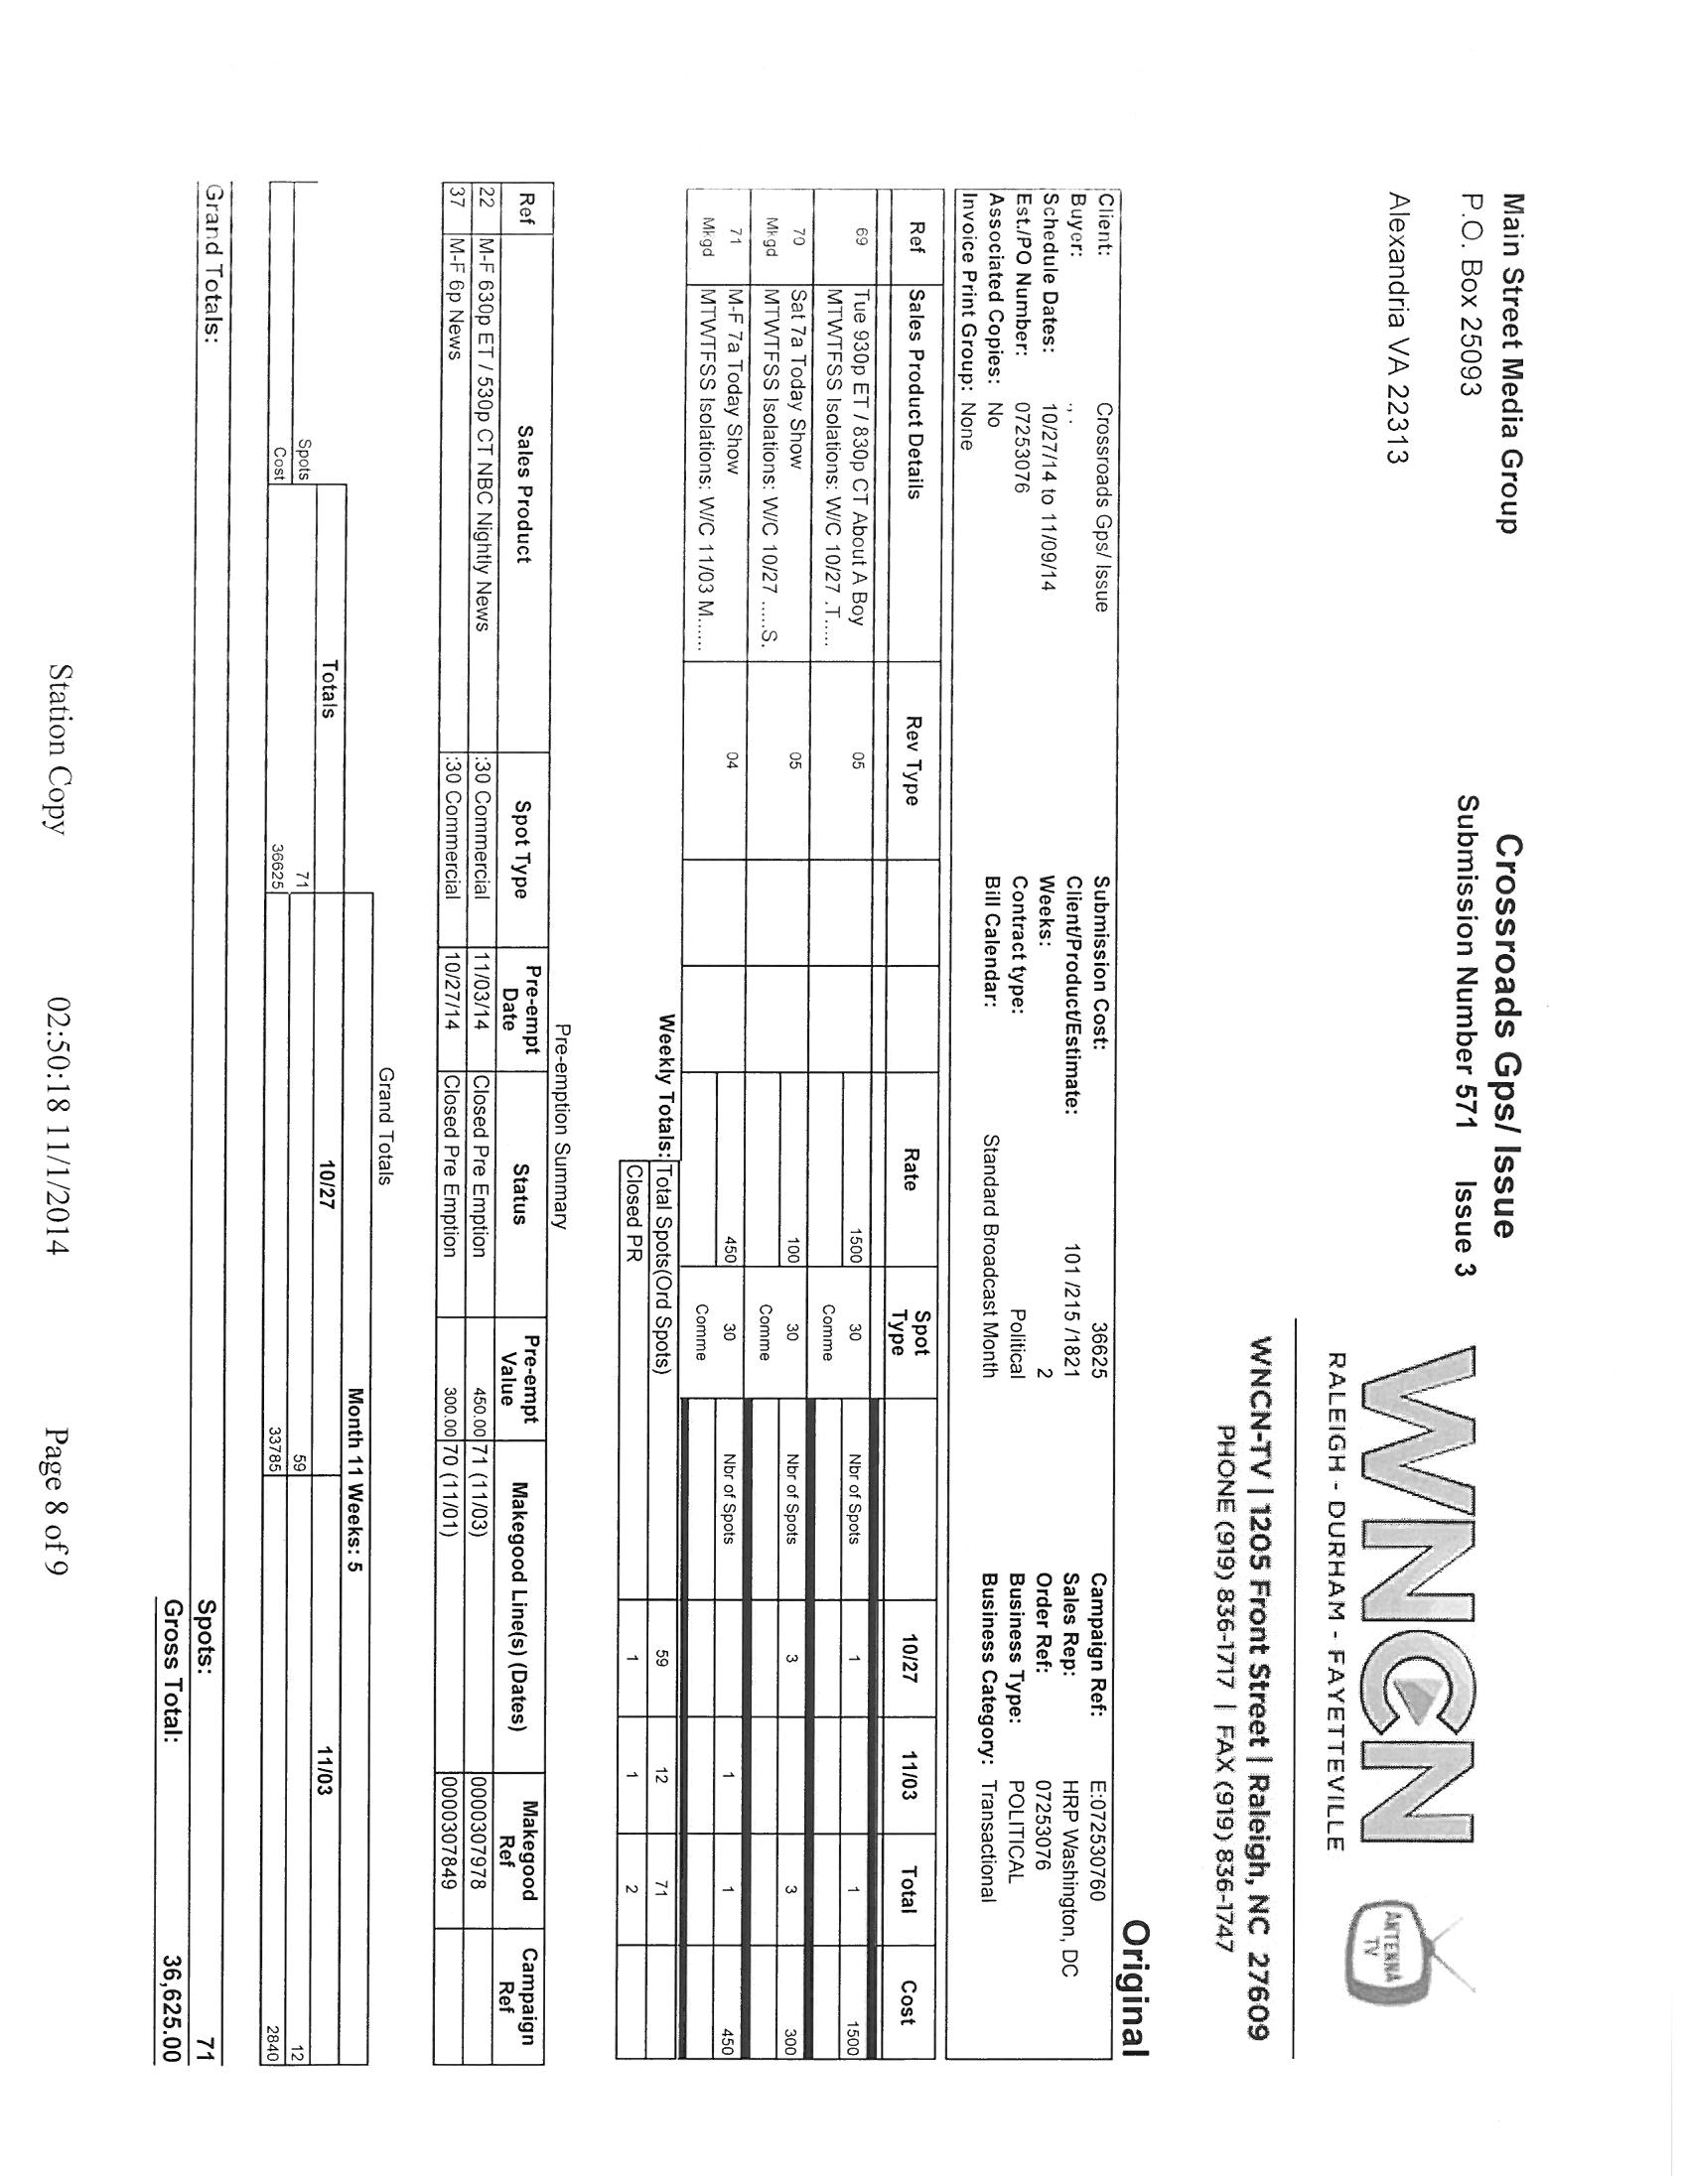 Main Street Media Group
P.O. Box 25093
Alexandria VA 22313
Crossroads Gps/ Issue
Submission Number 571 Issue 3
WNCN
RALEIGH - DURHAM - FAYETTEVILLE
ANTENNA TV
WNCN-TV | 1205 Front Street | Raleigh, NC 27609
PHONE (919) 836-1717 | FAX (919) 836-1747
Original
Client: Crossroads Gps/ Issue Submission Cost: 36625 Campaign Ref: E:072530760
Buyer: , . Client/Product/Estimate: 101 /215 /1821 Sales Rep: HRP Washington, DC
Schedule Dates: 10/27/14 to 11/09/14 Weeks: 2 Order Ref: 07253076
Est./PO Number: 07253076 Contract type: Political Business Type: POLITICAL
Associated Copies: No Bill Calendar: Standard Broadcast Month Business Category: Transactional
Invoice Print Group: None
Ref Sales Product Details Rev Type Rate Spot Type 10/27 11/03 Total Cost
69 Tue 930p ET / 830p CT About A Boy 05 1500 30 Nbr of Spots 1 1 1500
MTWTFSS Isolations: W/C 10/27 .T..... Comme
70 Sat 7a Today Show 05 100 30 Nbr of Spots 3 3 300
Mkgd MTWTFSS Isolations: W/C 10/27 .....S. Comme
71 M-F 7a Today Show 04 450 30 Nbr of Spots 1 1 450
Mkgd MTWTFSS Isolations: W/C 11/03 M...... Comme
Weekly Totals: Total Spots(Ord Spots) 59 12 71
Closed PR 1 1 2
Pre-emption Summary
Ref Sales Product Spot Type Pre-empt Date Status Pre-empt Value Makegood Line(s) (Dates) Makegood Ref Campaign Ref
22 M-F 630p ET / 530p CT NBC Nightly News :30 Commercial 11/03/14 Closed Pre Emption 450.00 71 (11/03) 0000307978
37 M-F 6p News :30 Commercial 10/27/14 Closed Pre Emption 300.00 70 (11/01) 0000307849
Grand Totals
Month 11 Weeks: 5
Totals 10/27 11/03
Spots 71 59 12
Cost 36625 33785 2840
Grand Totals: Spots: 71
Gross Total: 36,625.00
Station Copy 02:50:18 11/1/2014 Page 8 of 9